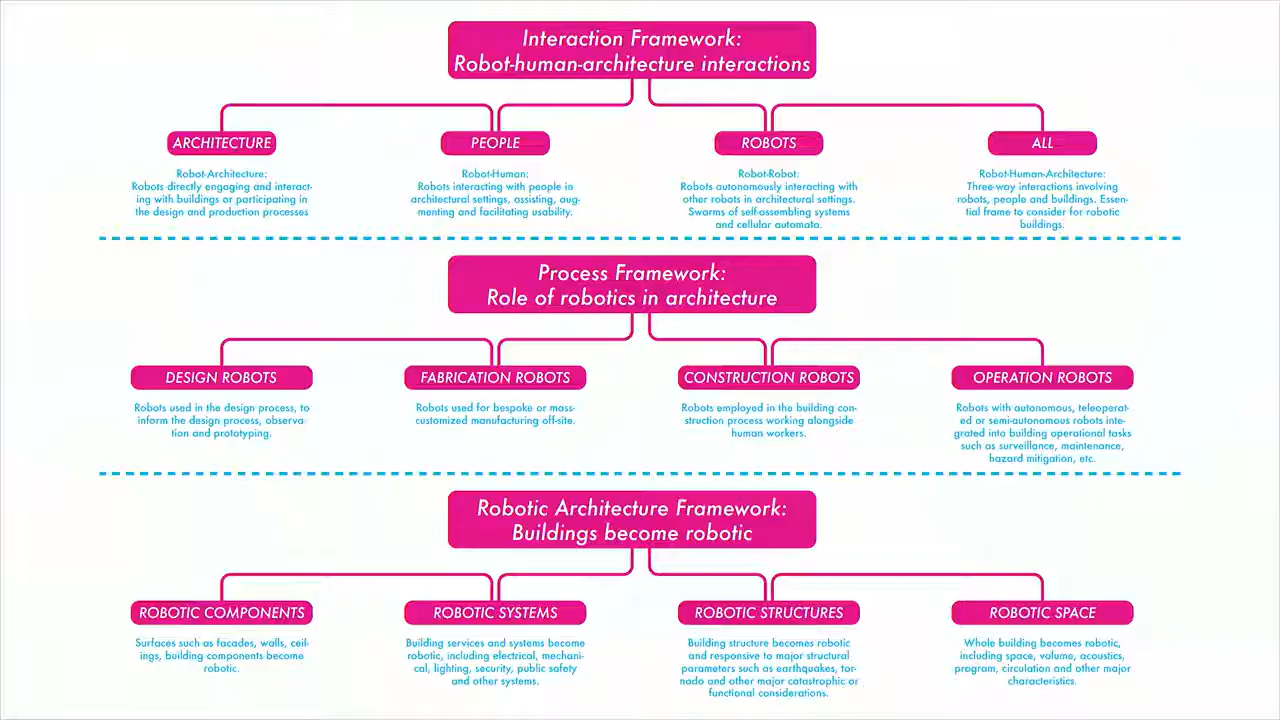 Interaction Framework:
Robot-human-architecture interactions
ARCHITECTURE
Robot-Architecture:
Robots directly engaging and interact-
ing with buildings or participating in
the design and production processes
PEOPLE
Robot-Human:
Robots interacting with people in
architectural settings, assisting, aug-
menting and facilitating usability.
ROBOTS
Robot-Robot:
Robots autonomously interacting with
other robots in architectural settings.
Swarms of self-assembling systems
and cellular automata.
ALL
Robot-Human-Architecture:
Three-way interactions involving
robots, people and buildings. Essen-
tial frame to consider for robotic
buildings.
Process Framework:
Role of robotics in architecture
DESIGN ROBOTS
Robots used in the design process, to
inform the design process, observa
tion and prototyping.
FABRICATION ROBOTS
Robots used for bespoke or mass-
customized manufacturing off-site.
CONSTRUCTION ROBOTS
Robots employed in the building con-
struction process working alongside
human workers.
OPERATION ROBOTS
Robots with autonomous, teleoperat-
ed or semi-autonomous robots inte-
grated into building operational tasks
such as surveillance, maintenance,
hazard mitigation, etc.
Robotic Architecture Framework:
Buildings become robotic
ROBOTIC COMPONENTS
Surfaces such as facades, walls, ceil-
ings, building components become
robotic.
ROBOTIC SYSTEMS
Building services and systems become
robotic, including electrical, mechani-
cal, lighting, security, public safety
and other systems.
ROBOTIC STRUCTURES
Building structure becomes robotic
and responsive to major structural
parameters such as earthquakes, tor-
nado and other major catastrophic or
functional considerations.
ROBOTIC SPACE
Whole building becomes robotic,
including space, volume, acoustics,
program, circulation and other major
characteristics.